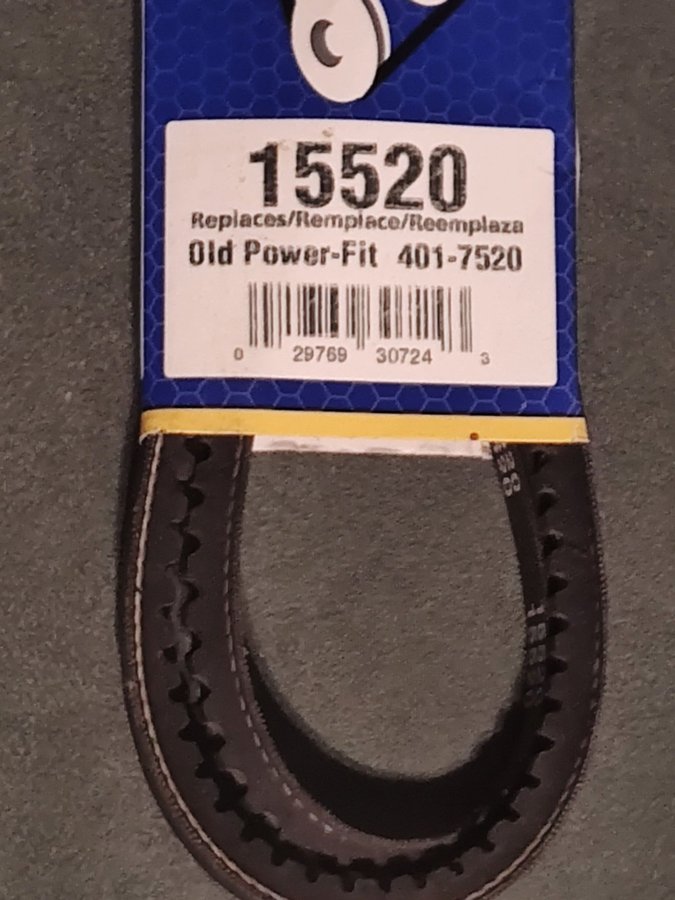 15520
Replaces/Remplace/Reemplaza
Old Power-Fit 401-7520
0 29769 30724 3